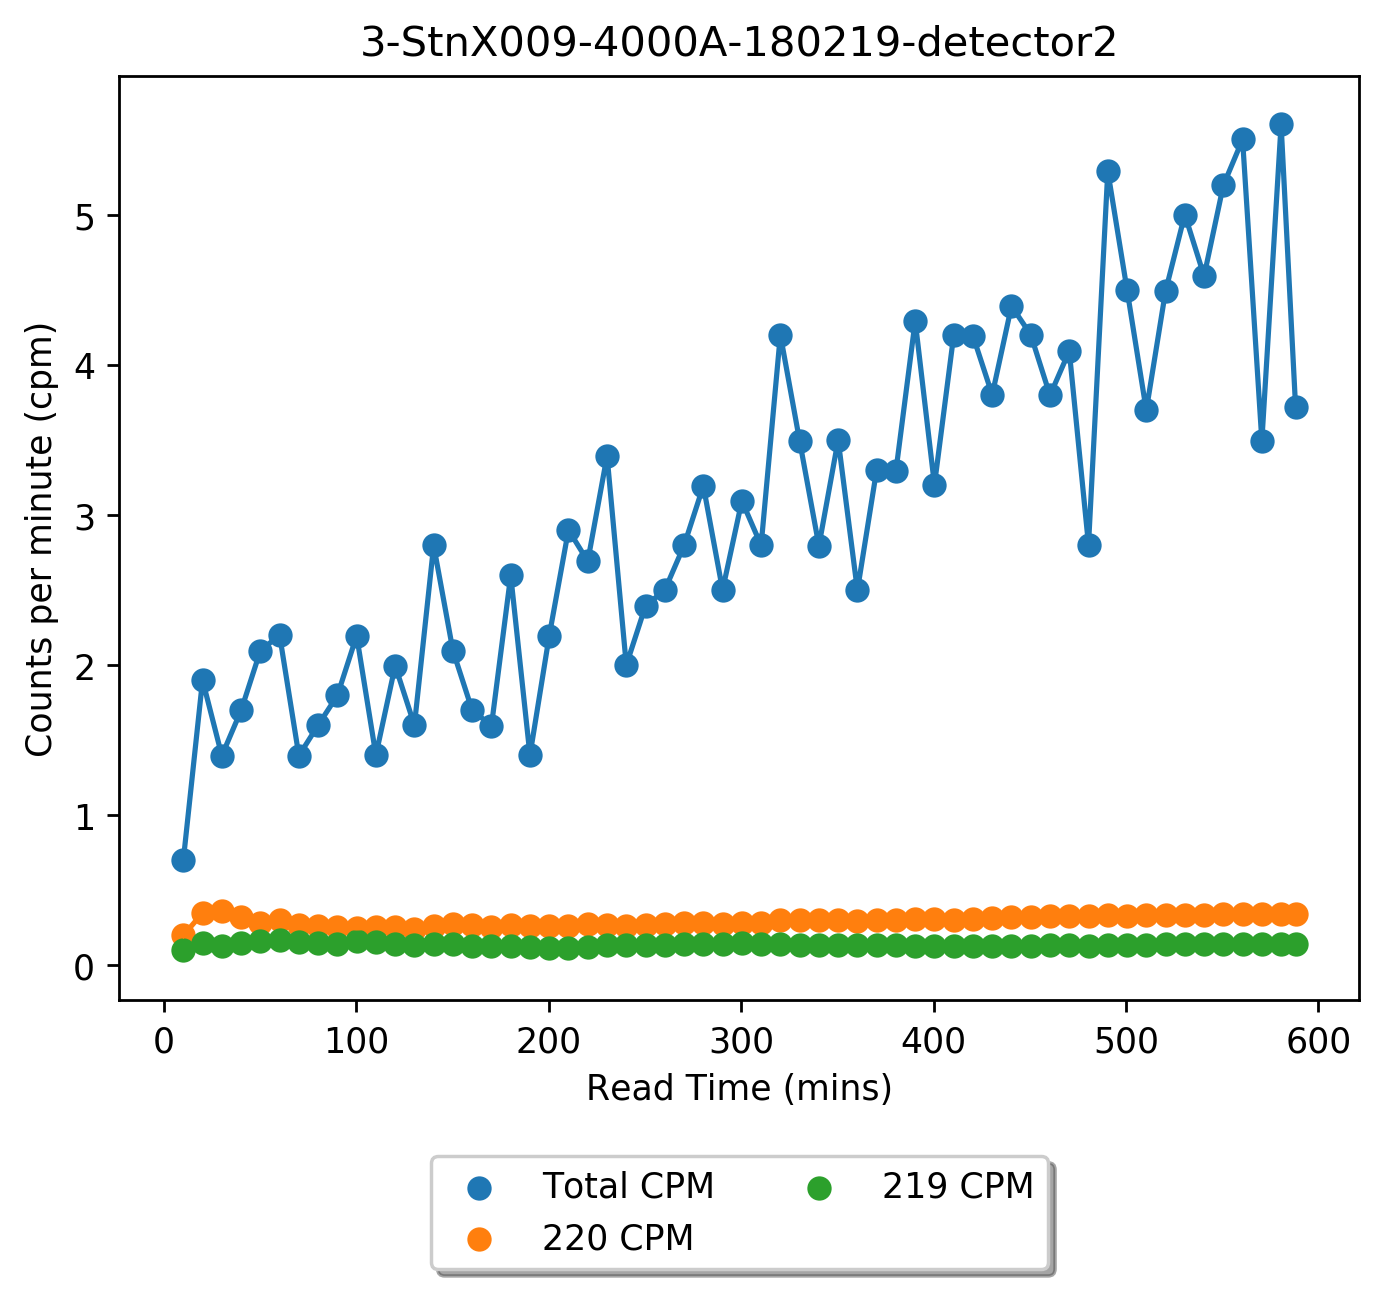 3-StnX009-4000A-180219-detector2
Counts per minute (cpm)
5
4
3
2
1
0
0 100 200 300 400 500 600
Read Time (mins)
Total CPM
220 CPM
219 CPM